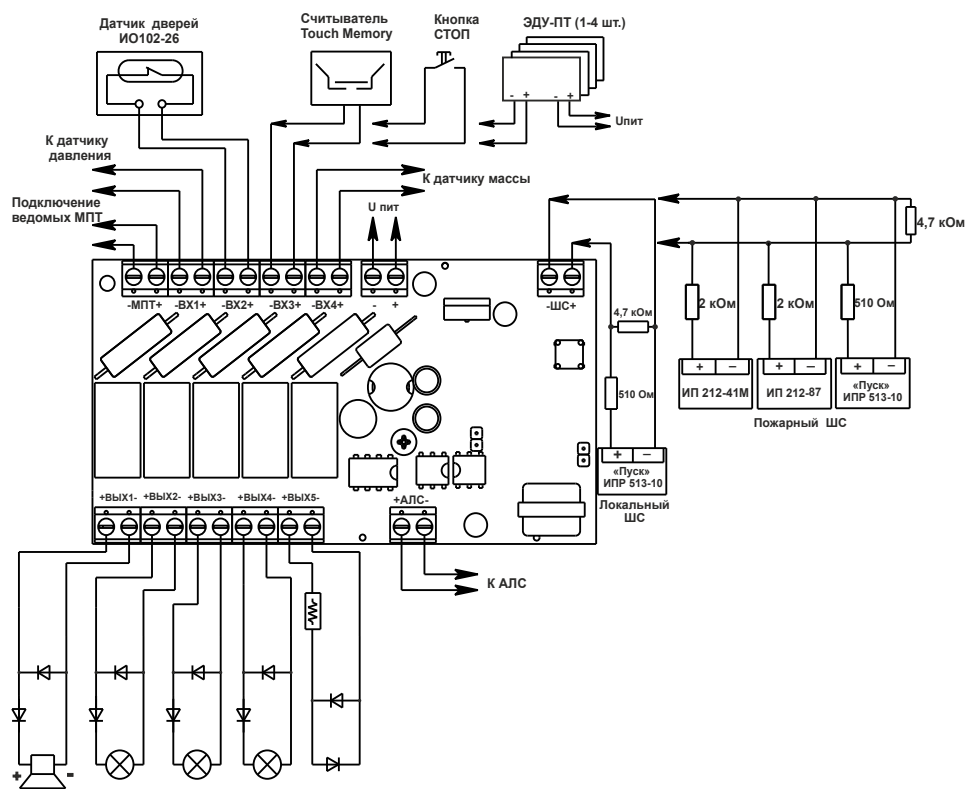 Датчик дверей
ИО102-26
Считыватель
Touch Memory
Кнопка
СТОП
ЭДУ-ПТ (1-4 шт.)
- +
- +
Uпит
К датчику
давления
К датчику массы
Подключение
ведомых МПТ
U пит
4,7 кОм
-МПТ+
-ВХ1+
-ВХ2+
-ВХ3+
-ВХ4+
-
+
-ШС+
2 кОм
2 кОм
510 Ом
4,7 кОм
+ −
ИП 212-41М
+ −
ИП 212-87
+ −
«Пуск»
ИПР 513-10
510 Ом
Пожарный ШС
+ −
«Пуск»
ИПР 513-10
Локальный
ШС
+ВЫХ1-
+ВЫХ2-
+ВЫХ3-
+ВЫХ4-
+ВЫХ5-
+АЛС-
К АЛС
+ -